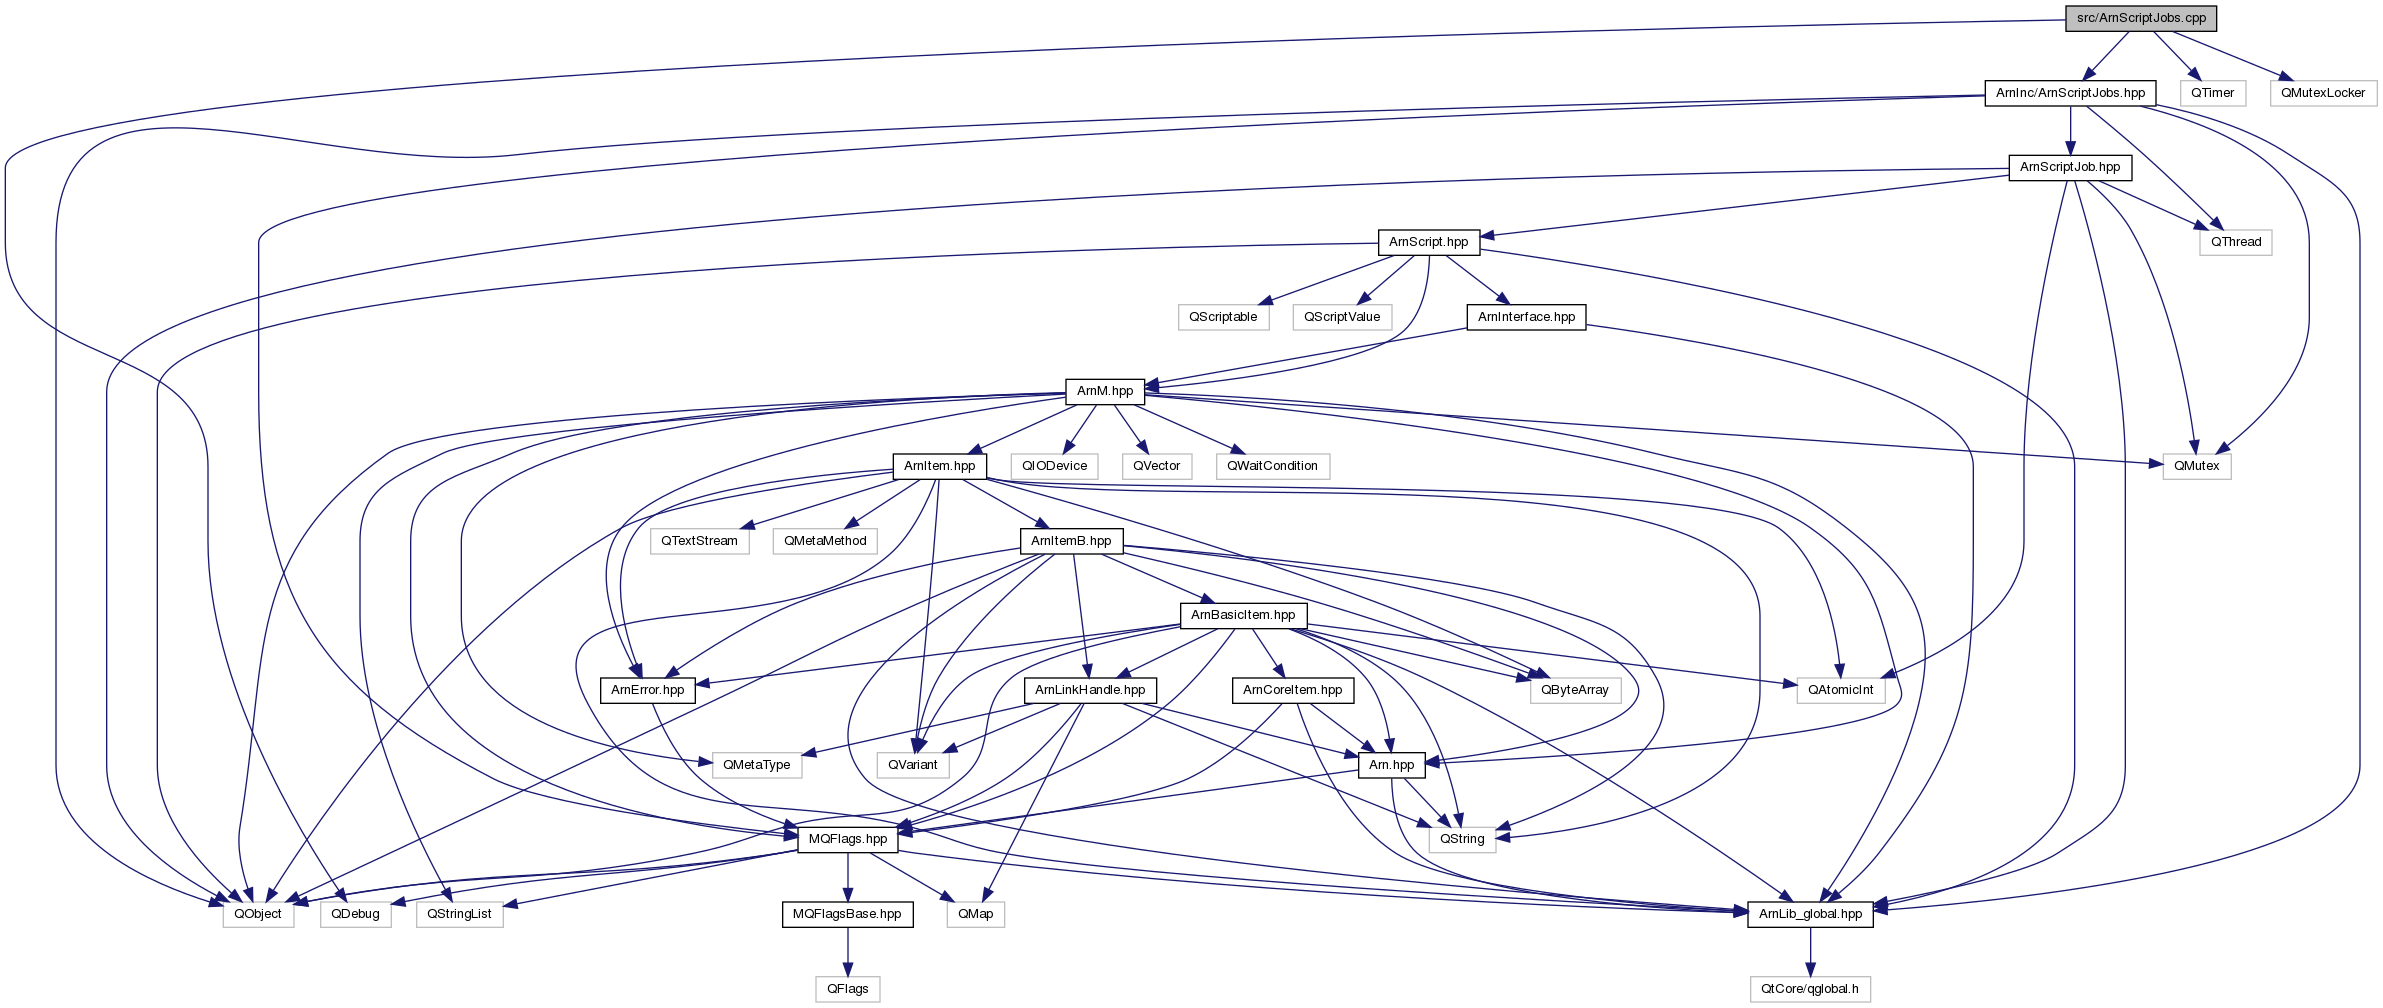 src/ArnScriptJobs.cpp
ArnInc/ArnScriptJobs.hpp
QTimer
QMutexLocker
ArnScriptJob.hpp
ArnScript.hpp
QThread
QScriptable
QScriptValue
ArnInterface.hpp
ArnM.hpp
ArnItem.hpp
QIODevice
QVector
QWaitCondition
QMutex
QTextStream
QMetaMethod
ArnItemB.hpp
ArnBasicItem.hpp
ArnError.hpp
ArnLinkHandle.hpp
ArnCoreItem.hpp
QByteArray
QAtomicInt
QMetaType
QVariant
Arn.hpp
MQFlags.hpp
QString
QObject
QDebug
QStringList
MQFlagsBase.hpp
QMap
ArnLib_global.hpp
QFlags
QtCore/qglobal.h